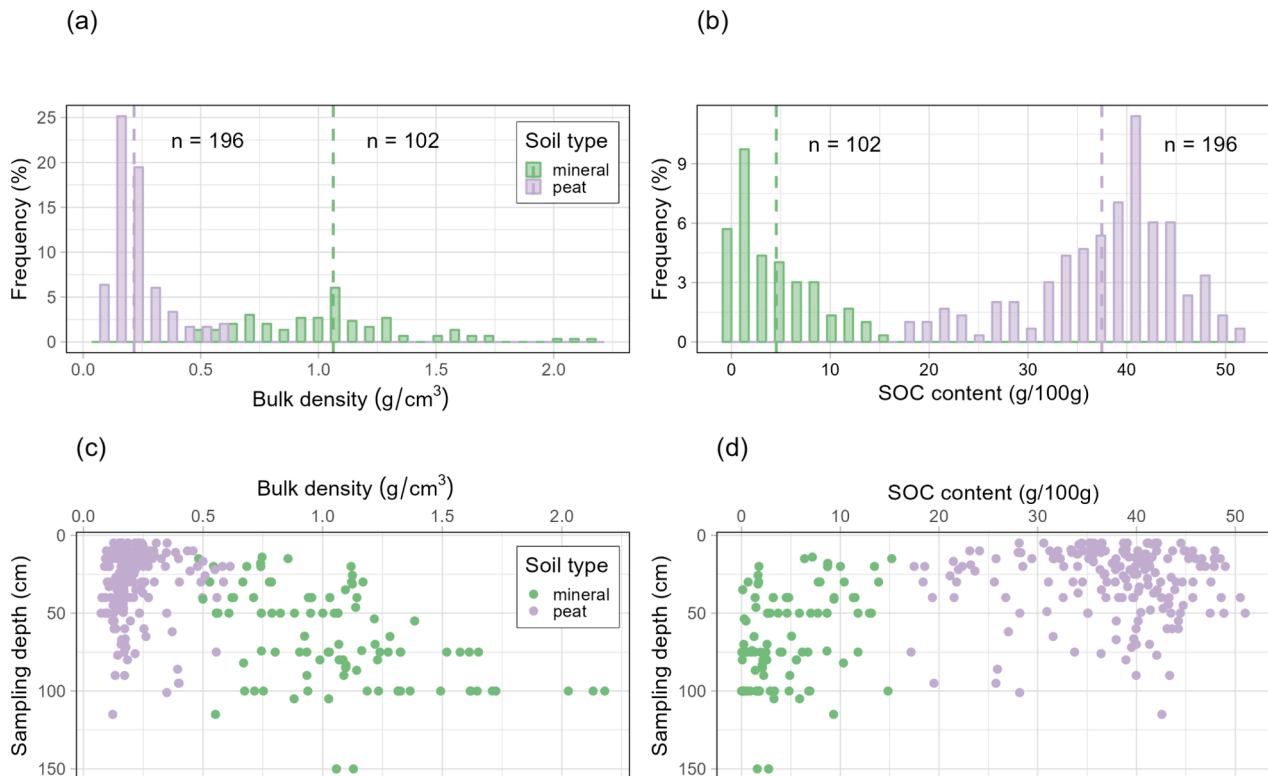 (a)
n = 196
n = 102
Soil type
mineral
peat
25
20
15
10
5
0
Frequency (%)
0.0 0.5 1.0 1.5 2.0
Bulk density (g/cm³)
(b)
n = 102
n = 196
9
6
3
0
Frequency (%)
0 10 20 30 40 50
SOC content (g/100g)
(c)
Bulk density (g/cm³)
0.0 0.5 1.0 1.5 2.0
0
50
100
150
Sampling depth (cm)
Soil type
mineral
peat
(d)
SOC content (g/100g)
0 10 20 30 40 50
0
50
100
150
Sampling depth (cm)